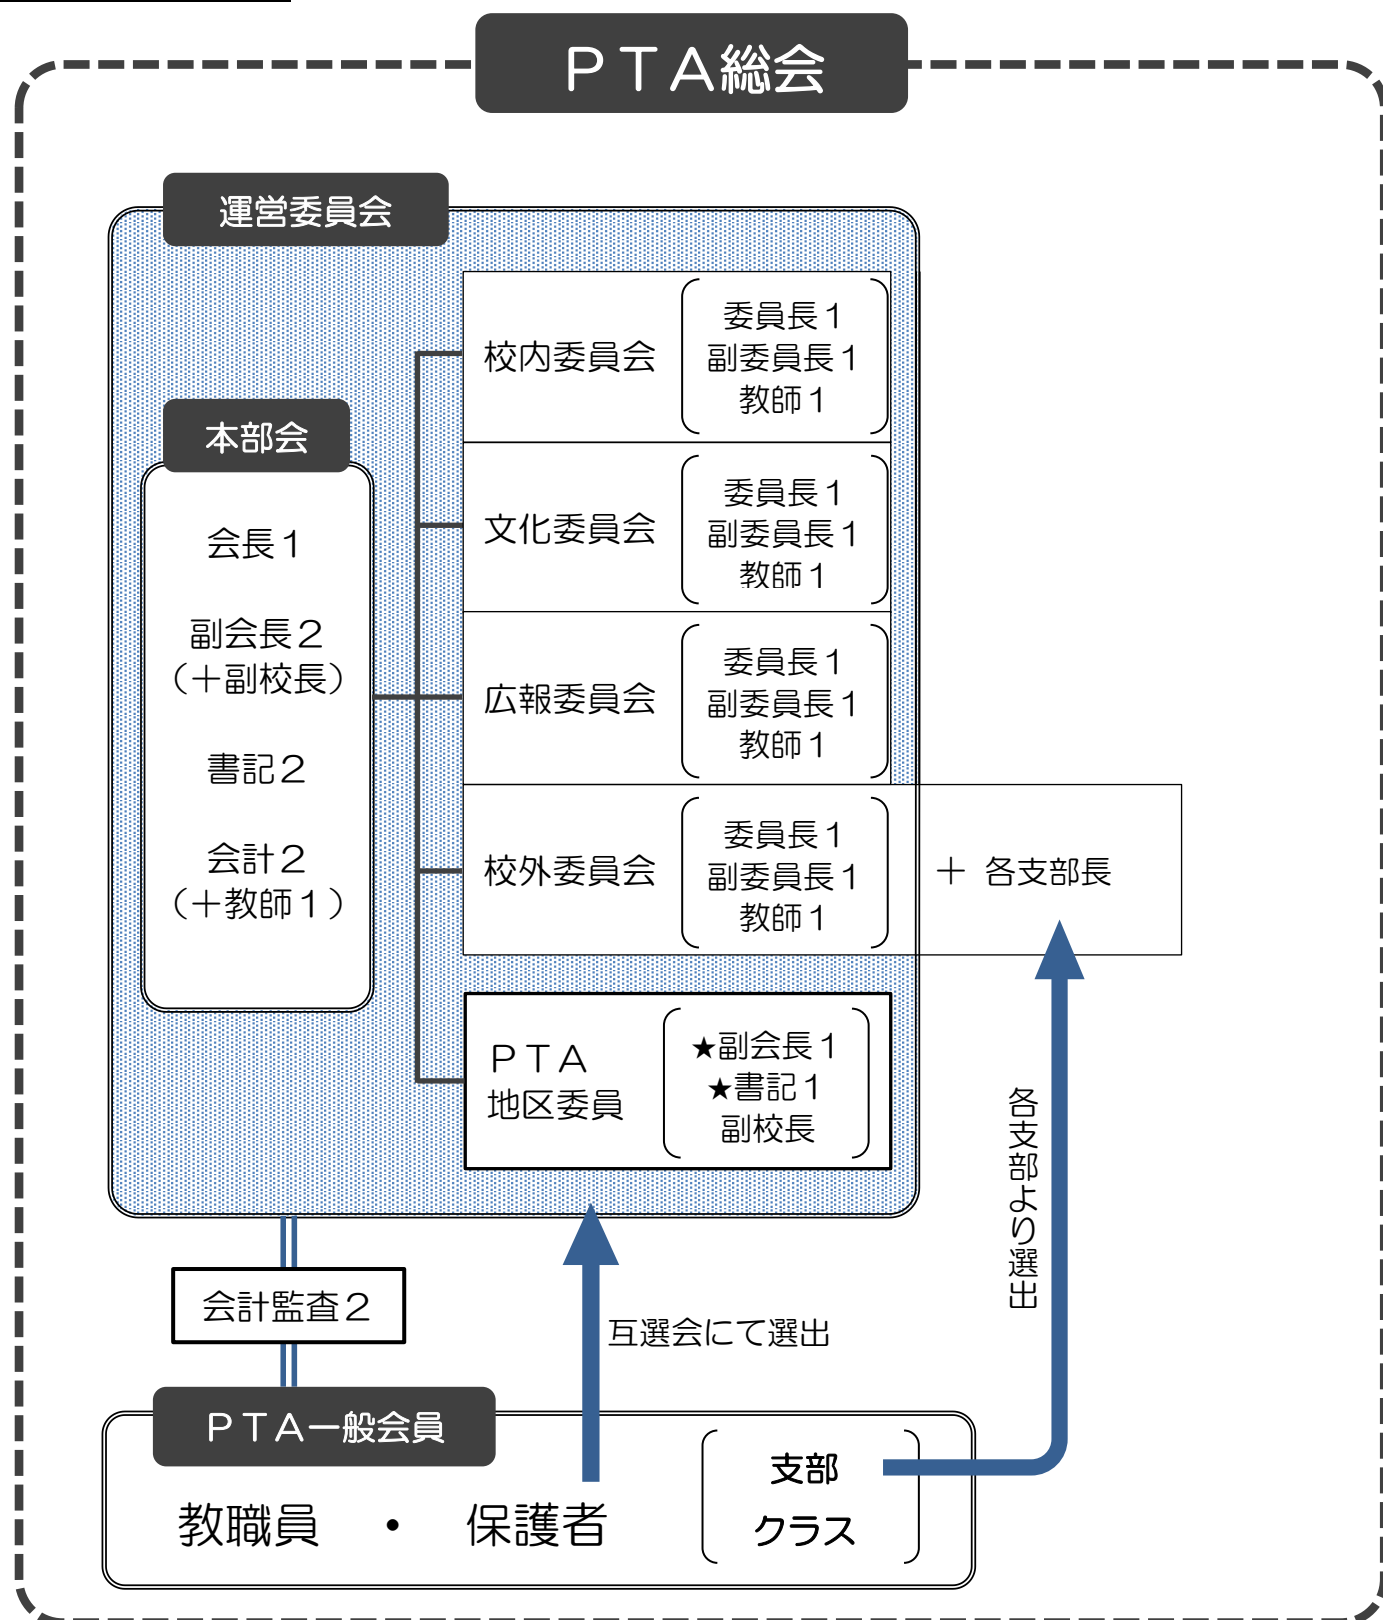 ＰＴＡ総会
運営委員会
本部会
会長１
副会長２
（＋副校長）
書記２
会計２
（＋教師１）
校内委員会
委員長１
副委員長１
教師１
文化委員会
委員長１
副委員長１
教師１
広報委員会
委員長１
副委員長１
教師１
校外委員会
委員長１
副委員長１
教師１
＋ 各支部長
ＰＴＡ
地区委員
★副会長１
★書記１
副校長
各支部より選出
会計監査２
互選会にて選出
ＰＴＡ一般会員
教職員　・　保護者
支部
クラス